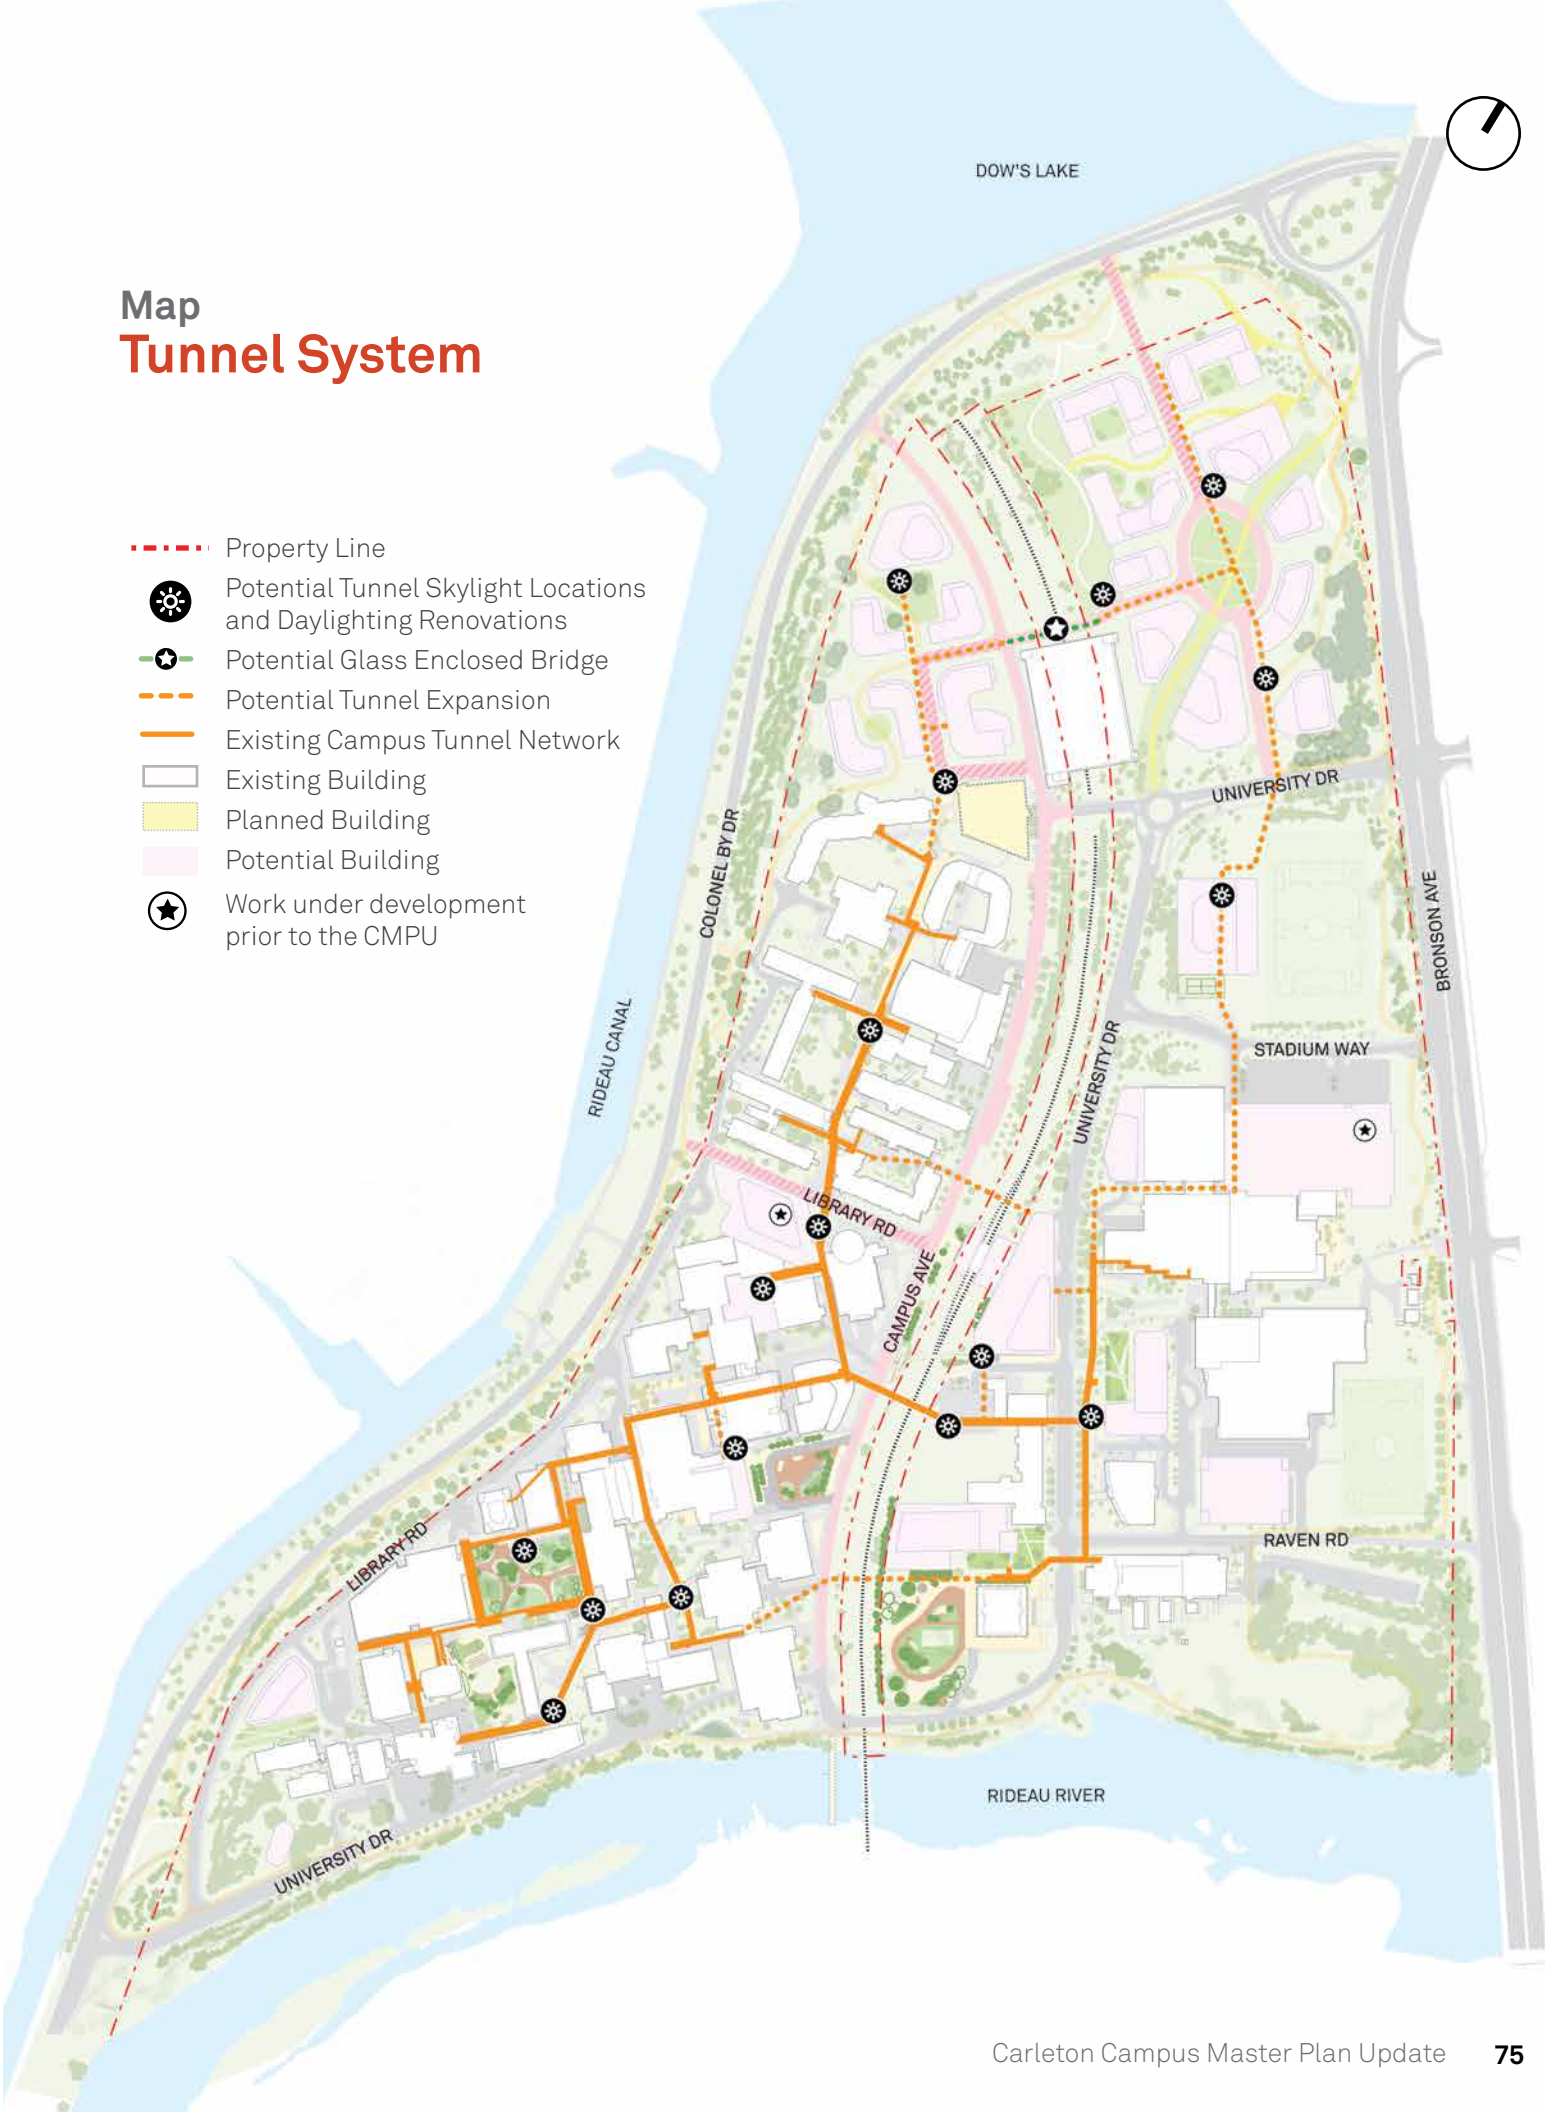 DOW'S LAKE
Map
Tunnel System
Property Line
Potential Tunnel Skylight Locations
and Daylighting Renovations
Potential Glass Enclosed Bridge
Potential Tunnel Expansion
Existing Campus Tunnel Network
Existing Building
Planned Building
Potential Building
Work under development
prior to the CMPU
UNIVERSITY DR
COLONEL BY DR
BRONSON AVE
RIDEAU CANAL
STADIUM WAY
UNIVERSITY DR
LIBRARY RD
CAMPUS AVE
LIBRARY RD
RAVEN RD
RIDEAU RIVER
UNIVERSITY DR
Carleton Campus Master Plan Update 75